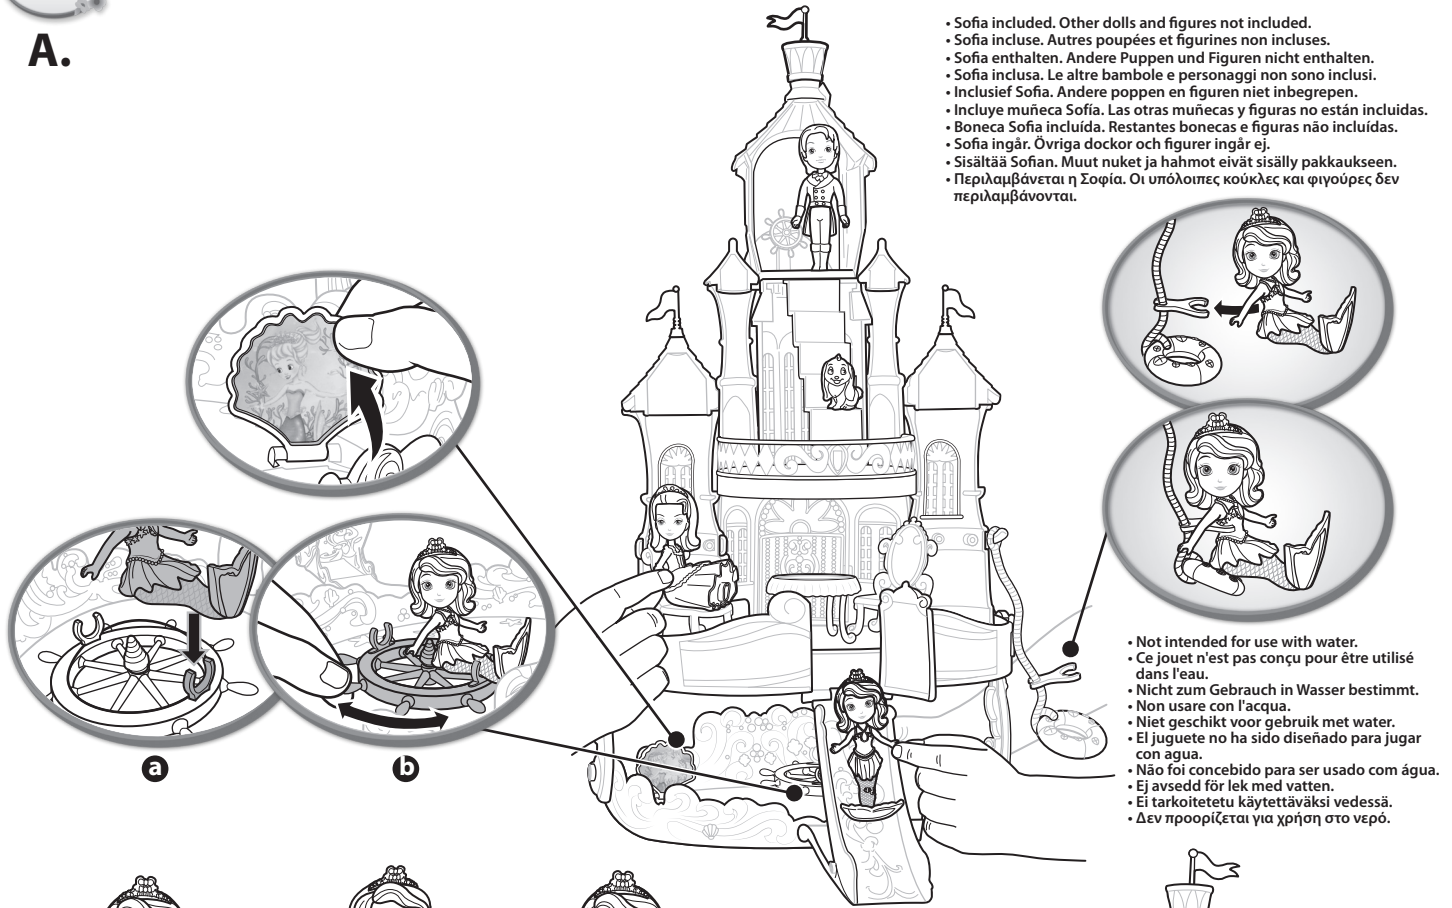 A.
• Sofia included. Other dolls and figures not included.
• Sofia incluse. Autres poupées et figurines non incluses.
• Sofia enthalten. Andere Puppen und Figuren nicht enthalten.
• Sofia inclusa. Le altre bambole e personaggi non sono inclusi.
• Inclusief Sofia. Andere poppen en figuren niet inbegrepen.
• Incluye muñeca Sofía. Las otras muñecas y figuras no están incluidas.
• Boneca Sofia incluída. Restantes bonecas e figuras não incluídas.
• Sofia ingår. Övriga dockor och figurer ingår ej.
• Sisältää Sofian. Muut nuket ja hahmot eivät sisälly pakkaukseen.
• Περιλαμβάνεται η Σοφία. Οι υπόλοιπες κούκλες και φιγούρες δεν
περιλαμβάνονται.
a
b
• Not intended for use with water.
• Ce jouet n'est pas conçu pour être utilisé
dans l'eau.
• Nicht zum Gebrauch in Wasser bestimmt.
• Non usare con l'acqua.
• Niet geschikt voor gebruik met water.
• El juguete no ha sido diseñado para jugar
con agua.
• Não foi concebido para ser usado com água.
• Ej avsedd för lek med vatten.
• Ei tarkoitetetu käytettäväksi vedessä.
• Δεν προορίζεται για χρήση στο νερό.